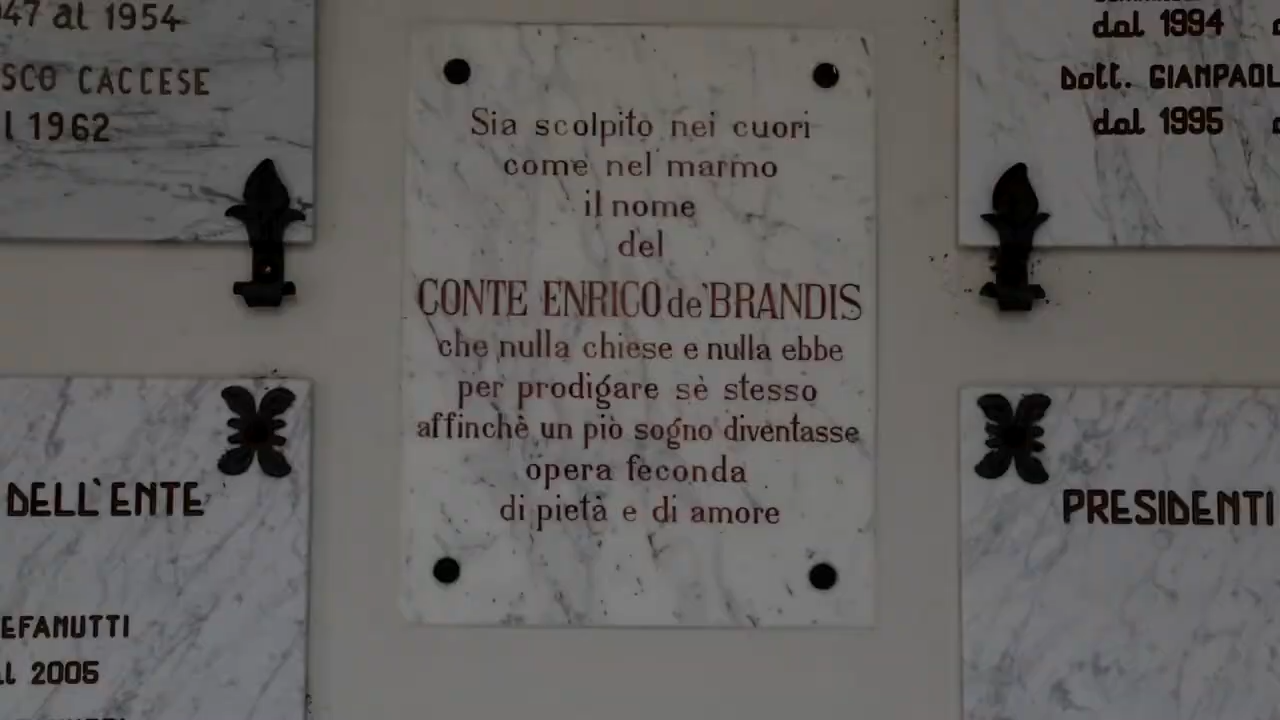 47 al 1954
SCO CACCESE
l 1962
Sia scolpito nei cuori
come nel marmo
il nome
del
CONTE ENRICO de' BRANDIS
che nulla chiese e nulla ebbe
per prodigare sè stesso
affinchè un piò sogno diventasse
opera feconda
di pietà e di amore
dal 1994
Dott. GIAMPAOL
dal 1995
DELL'ENTE
EFANUTTI
al 2005
PRESIDENTI